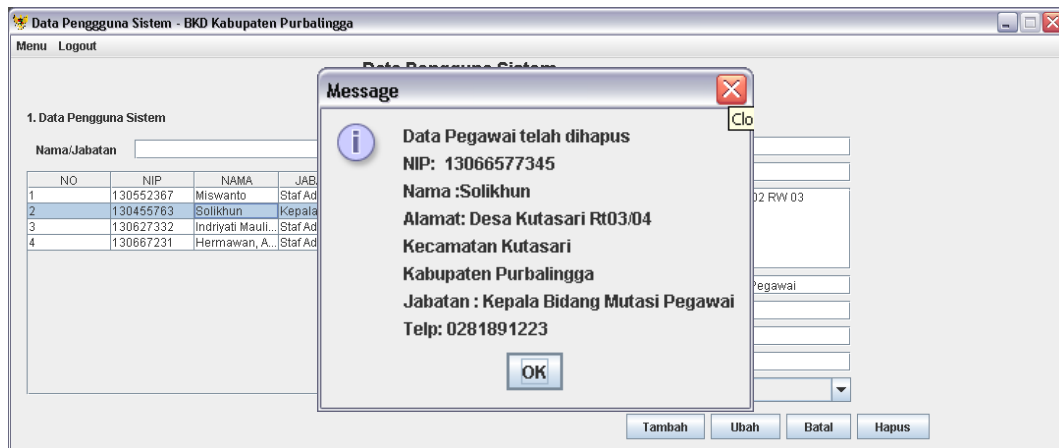 Data Penggguna Sistem - BKD Kabupaten Purbalingga
Menu Logout
Data Pengguna Sistem
1. Data Pengguna Sistem
Nama/Jabatan
NO NIP NAMA
1 130552367 Miswanto Staf Ad
2 130455763 Solikhun Kepala
3 130627332 Indriyati Mauli... Staf Ad
4 130667231 Hermawan, A... Staf Ad
Message
Clo
Data Pegawai telah dihapus
NIP: 13066577345
Nama :Solikhun
Alamat: Desa Kutasari Rt03/04
Kecamatan Kutasari
Kabupaten Purbalingga
Jabatan : Kepala Bidang Mutasi Pegawai
Telp: 0281891223
OK
02 RW 03
Pegawai
Tambah Ubah Batal Hapus